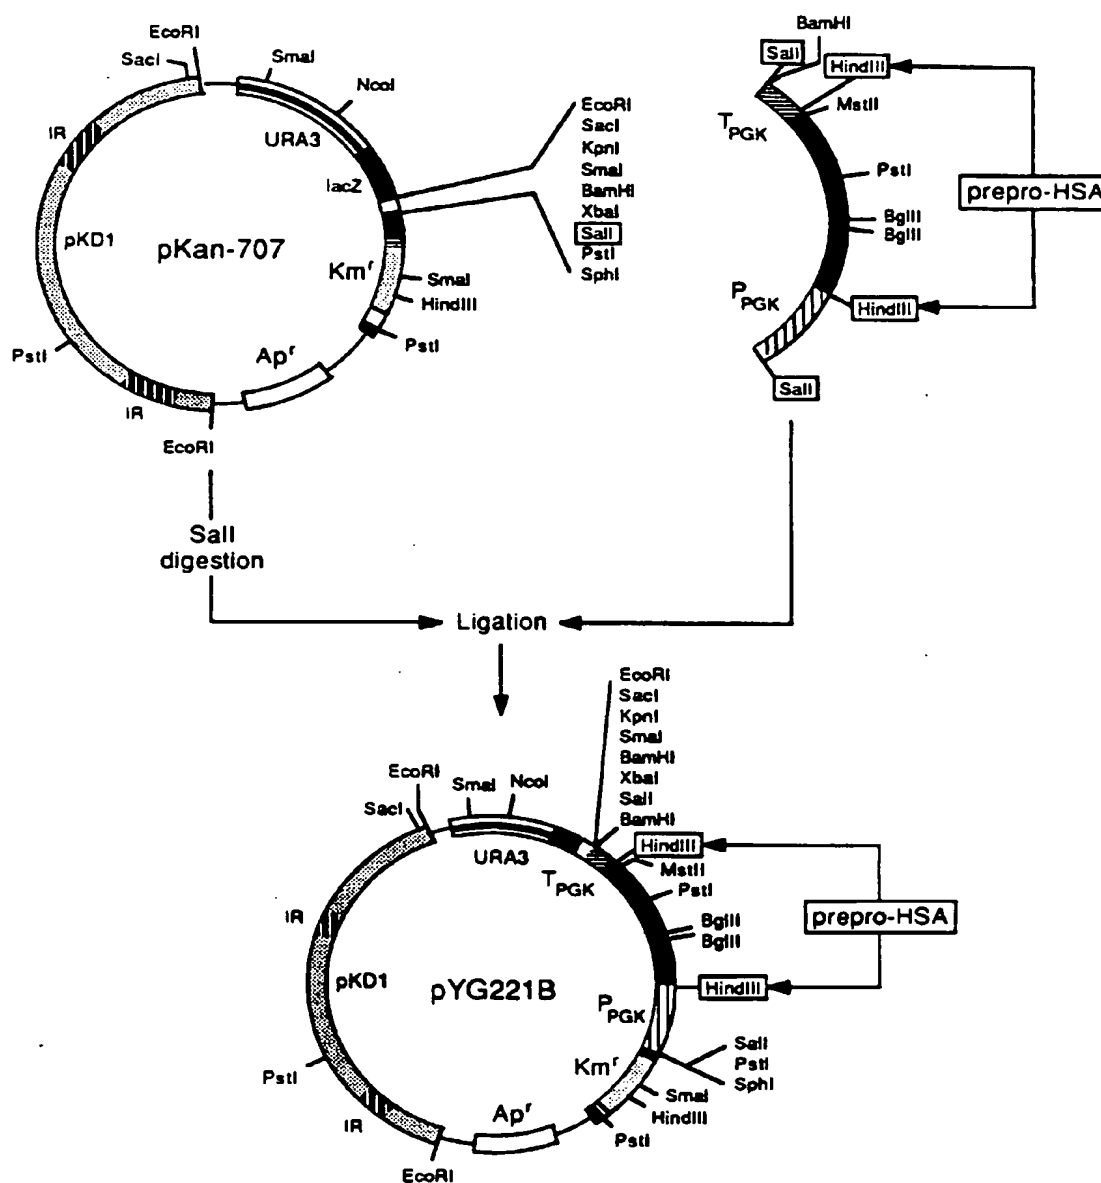 EcoRI
SacI
SmaI
NcoI
IR
URA3
lacZ
pKD1
pKan-707
Km^r
SmaI
HindIII
PstI
PstI
Ap^r
IR
EcoRI
EcoRI
SacI
KpnI
SmaI
BamHI
XbaI
SalI
PstI
SphI
BamHI
SalI
HindIII
MstII
T_PGK
PstI
prepro-HSA
BglII
BglII
P_PGK
HindIII
SalI
SalI
digestion
Ligation
EcoRI
SacI
KpnI
SmaI
BamHI
XbaI
SalI
BamHI
EcoRI
SacI
SmaI
NcoI
URA3
T_PGK
HindIII
MstII
PstI
prepro-HSA
BglII
BglII
IR
pKD1
pYG221B
HindIII
P_PGK
SalI
PstI
SphI
Km^r
SmaI
HindIII
PstI
PstI
IR
Ap^r
EcoRI